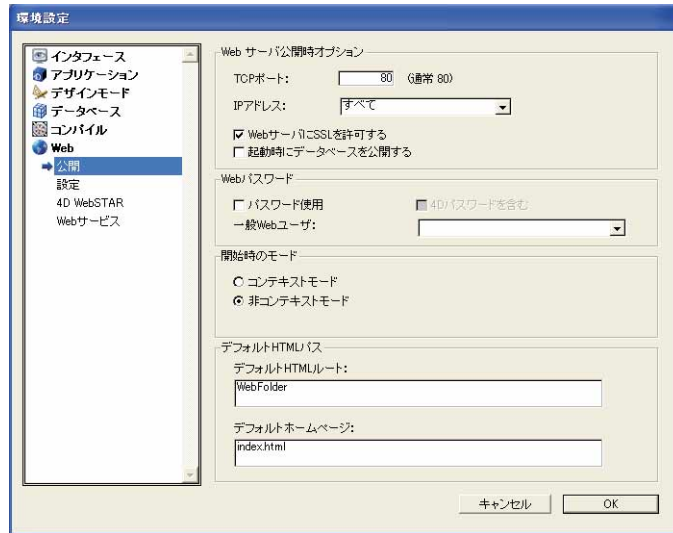 環境設定
インタフェース
アプリケーション
デザインモード
データベース
コンパイル
Web
公開
設定
4D WebSTAR
Webサービス
Web サーバ公開時オプション
TCPポート: 80 (通常 80)
IPアドレス: すべて
WebサーバにSSLを許可する
起動時にデータベースを公開する
Webパスワード
パスワード使用 4Dパスワードを含む
一般Webユーザ:
開始時のモード
コンテキストモード
非コンテキストモード
デフォルトHTMLパス
デフォルトHTMLルート:
WebFolder
デフォルトホームページ:
index.html
キャンセル OK